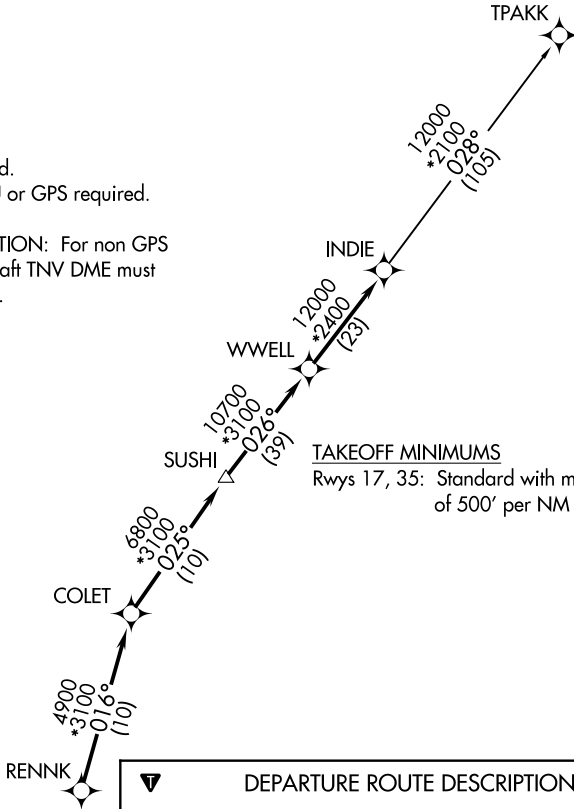 TPAKK
12000
*2100
028°
(105)
d.
or GPS required.
TION: For non GPS
aft TNV DME must
.
INDIE
12000
*2400
(23)
WWELL
10700
*3100
026°
(39)
SUSHI
TAKEOFF MINIMUMS
Rwys 17, 35: Standard with m
of 500' per NM
6800
*3100
025°
(10)
COLET
4900
*3100
016°
(10)
RENNK
T
DEPARTURE ROUTE DESCRIPTION